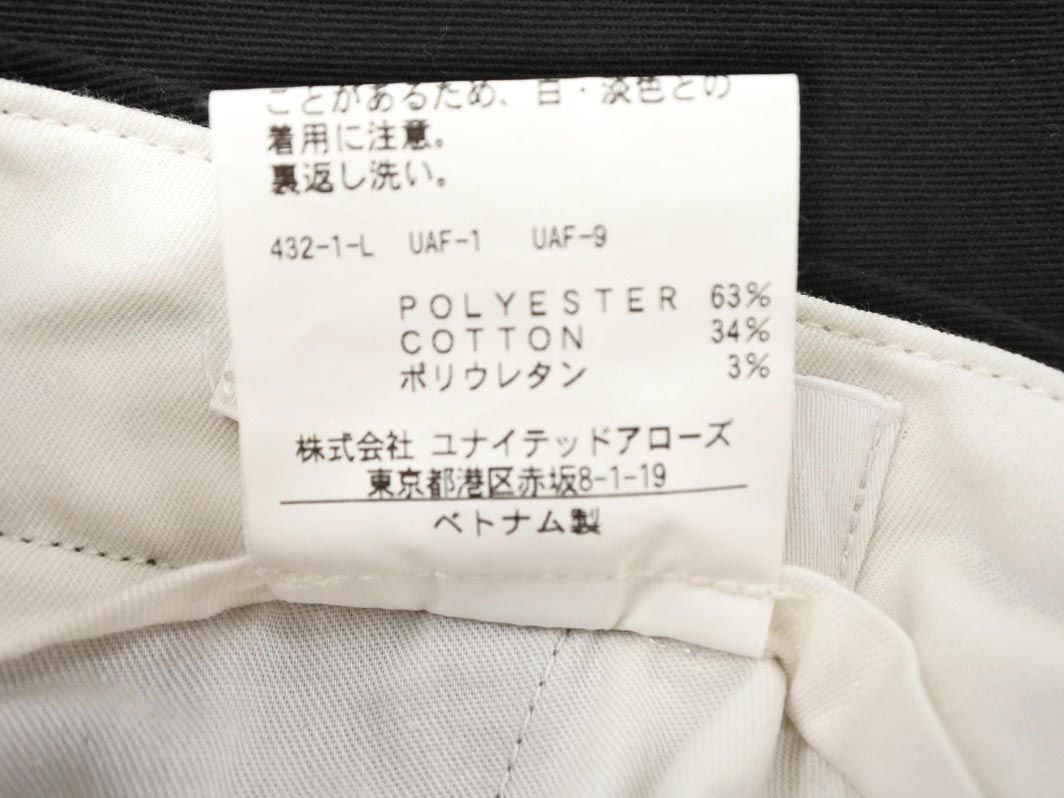 ことがあるため、白・淡色との
着用に注意。
裏返し洗い。
432-1-L UAF-1 UAF-9
POLYESTER 63%
COTTON 34%
ポリウレタン 3%
株式会社 ユナイテッドアローズ
東京都港区赤坂8-1-19
ベトナム製